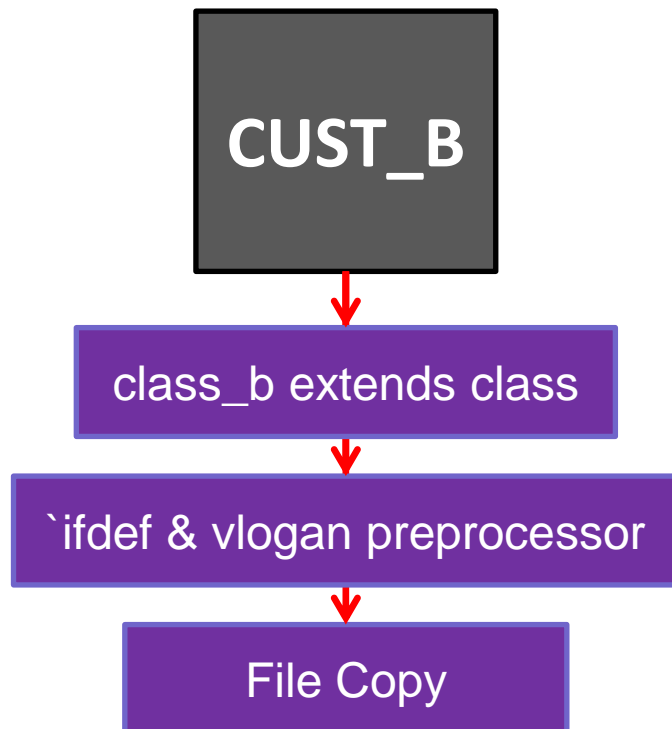 CUST_B
class_b extends class
`ifdef & vlogan preprocessor
File Copy